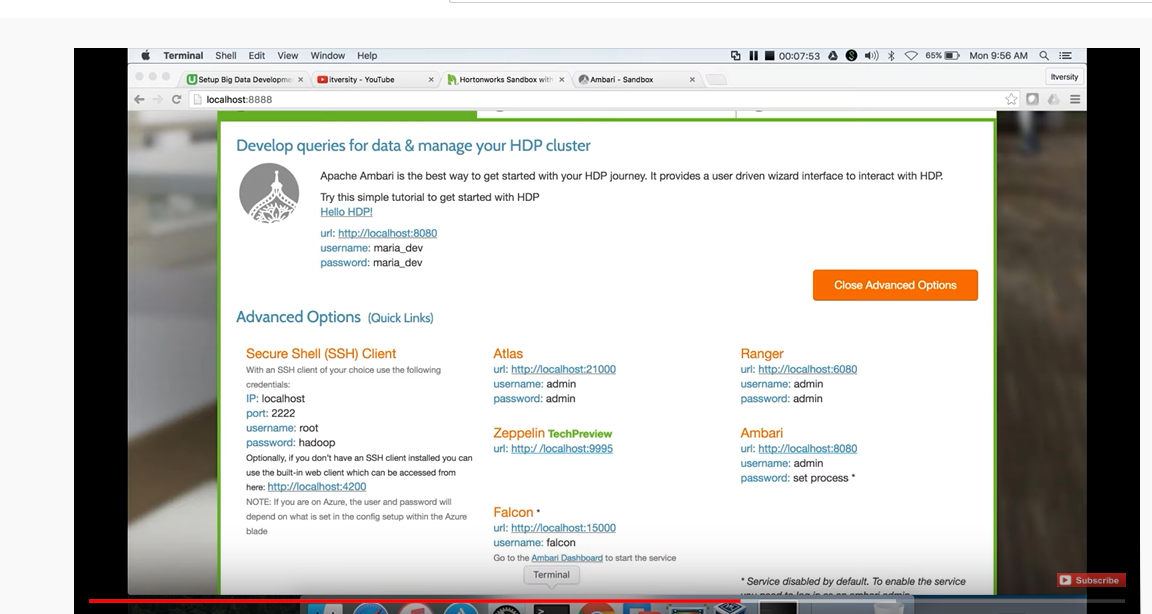 Terminal Shell Edit View Window Help 00:07:53 65% Mon 9:56 AM
Setup Big Data Developme itversity - YouTube Hortonworks Sandbox with Ambari - Sandbox Itversity
localhost:8888
Develop queries for data & manage your HDP cluster
Apache Ambari is the best way to get started with your HDP journey. It provides a user driven wizard interface to interact with HDP.
Try this simple tutorial to get started with HDP
Hello HDP!
url: http://localhost:8080
username: maria_dev
password: maria_dev
Close Advanced Options
Advanced Options (Quick Links)
Secure Shell (SSH) Client
With an SSH client of your choice use the following
credentials:
IP: localhost
port: 2222
username: root
password: hadoop
Optionally, if you don't have an SSH client installed you can
use the built-in web client which can be accessed from
here: http://localhost:4200
NOTE: If you are on Azure, the user and password will
depend on what is set in the config setup within the Azure
blade
Atlas
url: http://localhost:21000
username: admin
password: admin
Zeppelin TechPreview
url: http:/ /localhost:9995
Falcon *
url: http://localhost:15000
username: falcon
Go to the Ambari Dashboard to start the service
Ranger
url: http://localhost:6080
username: admin
password: admin
Ambari
url: http://localhost:8080
username: admin
password: set process *
* Service disabled by default. To enable the service
you need to log in as an ambari admin
Terminal
Subscribe